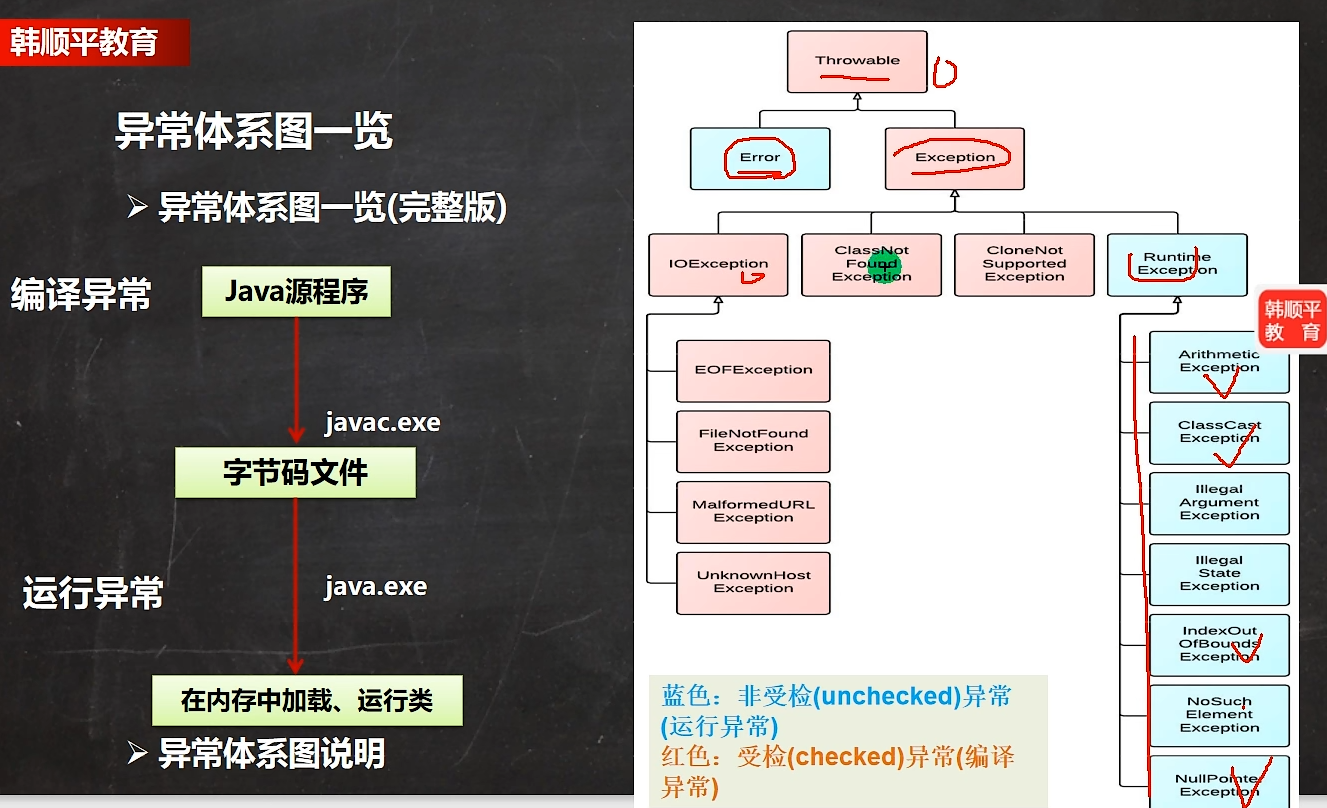 韩顺平教育
异常体系图一览
异常体系图一览(完整版)
编译异常
Java源程序
javac.exe
字节码文件
java.exe
运行异常
在内存中加载、运行类
异常体系图说明
Throwable
Error
Exception
IOException
ClassNot
Found
Exception
CloneNot
Supported
Exception
Runtime
Exception
EOFException
FileNotFound
Exception
MalformedURL
Exception
UnknownHost
Exception
韩顺平
教 育
Arithmetic
Exception
ClassCast
Exception
Illegal
Argument
Exception
Illegal
State
Exception
IndexOut
OfBounds
Exception
NoSuch
Element
Exception
NullPointer
Exception
蓝色：非受检(unchecked)异常
(运行异常)
红色：受检(checked)异常(编译
异常)